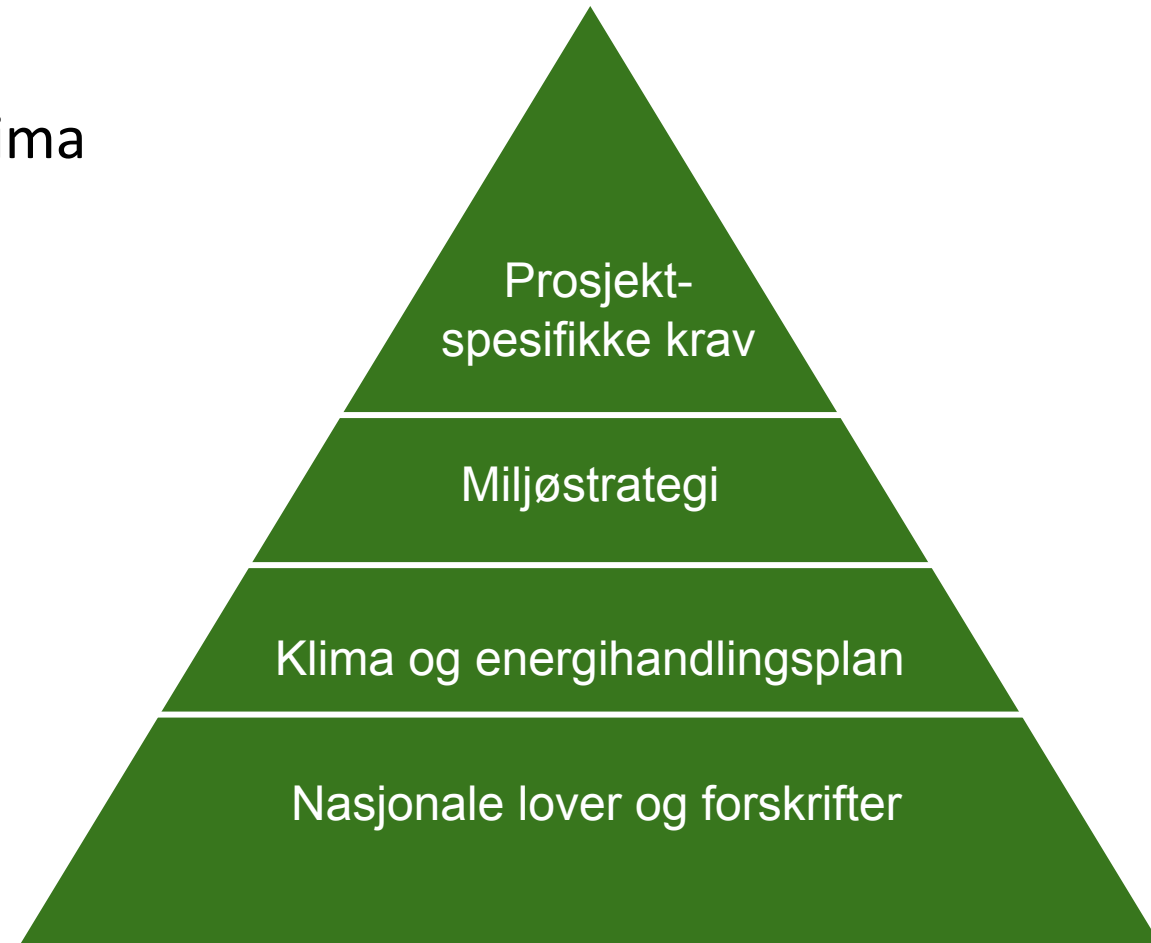 ima
Prosjekt-
spesifikke krav
Miljøstrategi
Klima og energihandlingsplan
Nasjonale lover og forskrifter